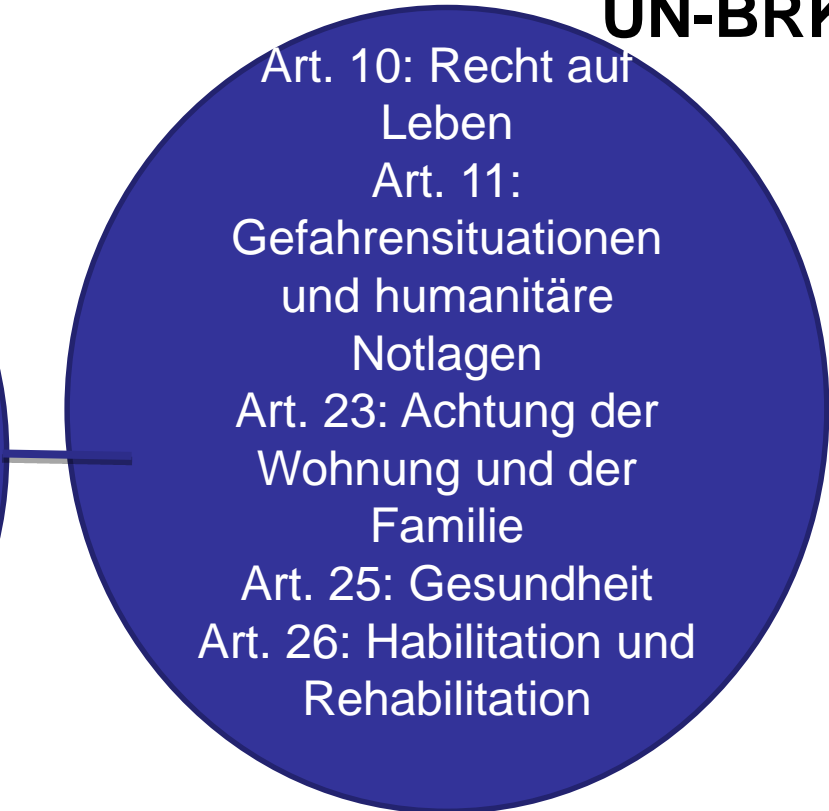 UN-BRK
Art. 10: Recht auf
Leben
Art. 11:
Gefahrensituationen
und humanitäre
Notlagen
Art. 23: Achtung der
Wohnung und der
Familie
Art. 25: Gesundheit
Art. 26: Habilitation und
Rehabilitation